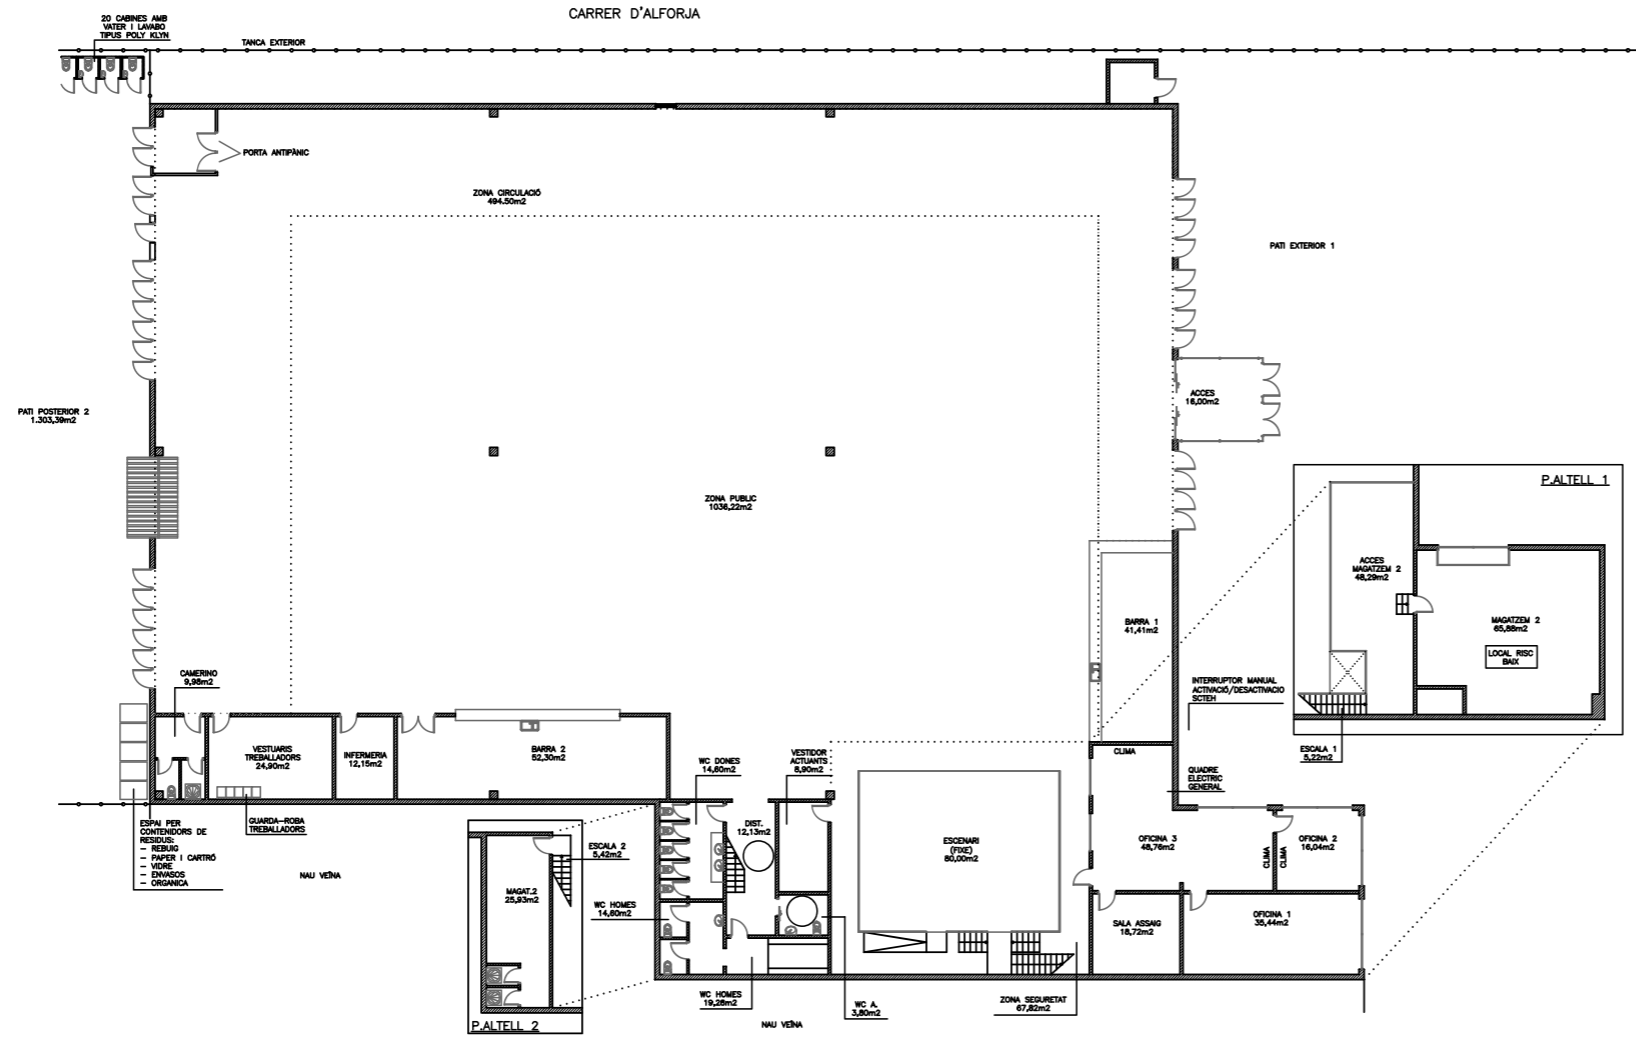 CARRER D'ALFORJA
20 CABINES AMB
VATER I LAVABO
TIPUS POLY KLYN
TANCA EXTERIOR
PORTA ANTIPÀNIC
ZONA CIRCULACIÓ
494.50m2
PATI EXTERIOR 1
ACCES
16,00m2
PATI POSTERIOR 2
1.303,39m2
ZONA PUBLIC
1036,22m2
P.ALTELL 1
ACCES
MAGATZEM 2
48,29m2
MAGATZEM 2
65,88m2
LOCAL RISC
BAIX
ESCALA 1
5,22m2
BARRA 1
41,41m2
INTERRUPTOR MANUAL
ACTIVACIÓ/DESACTIVACIO
SCTEH
CAMERINO
9,98m2
VESTUARIS
TREBALLADORS
24,90m2
INFERMERIA
12,15m2
BARRA 2
52,30m2
WC DONES
14,60m2
VESTIDOR
ACTUANTS
8,90m2
CLIMA
QUADRE
ELECTRIC
GENERAL
ESPAI PER
CONTENIDORS DE
RESIDUS:
- REBUIG
- PAPER I CARTRÓ
- VIDRE
- ENVASOS
- ORGANICA
GUARDA-ROBA
TREBALLADORS
NAU VEÏNA
ESCALA 2
5,42m2
MAGAT.2
25,93m2
P.ALTELL 2
DIST.
12,13m2
WC HOMES
14,60m2
WC HOMES
19,28m2
WC A.
3,80m2
NAU VEÏNA
ESCENARI
(FIXE)
80,00m2
ZONA SEGURETAT
67,82m2
OFICINA 3
48,76m2
CLIMA
CLIMA
OFICINA 2
16,04m2
SALA ASSAIG
18,72m2
OFICINA 1
35,44m2